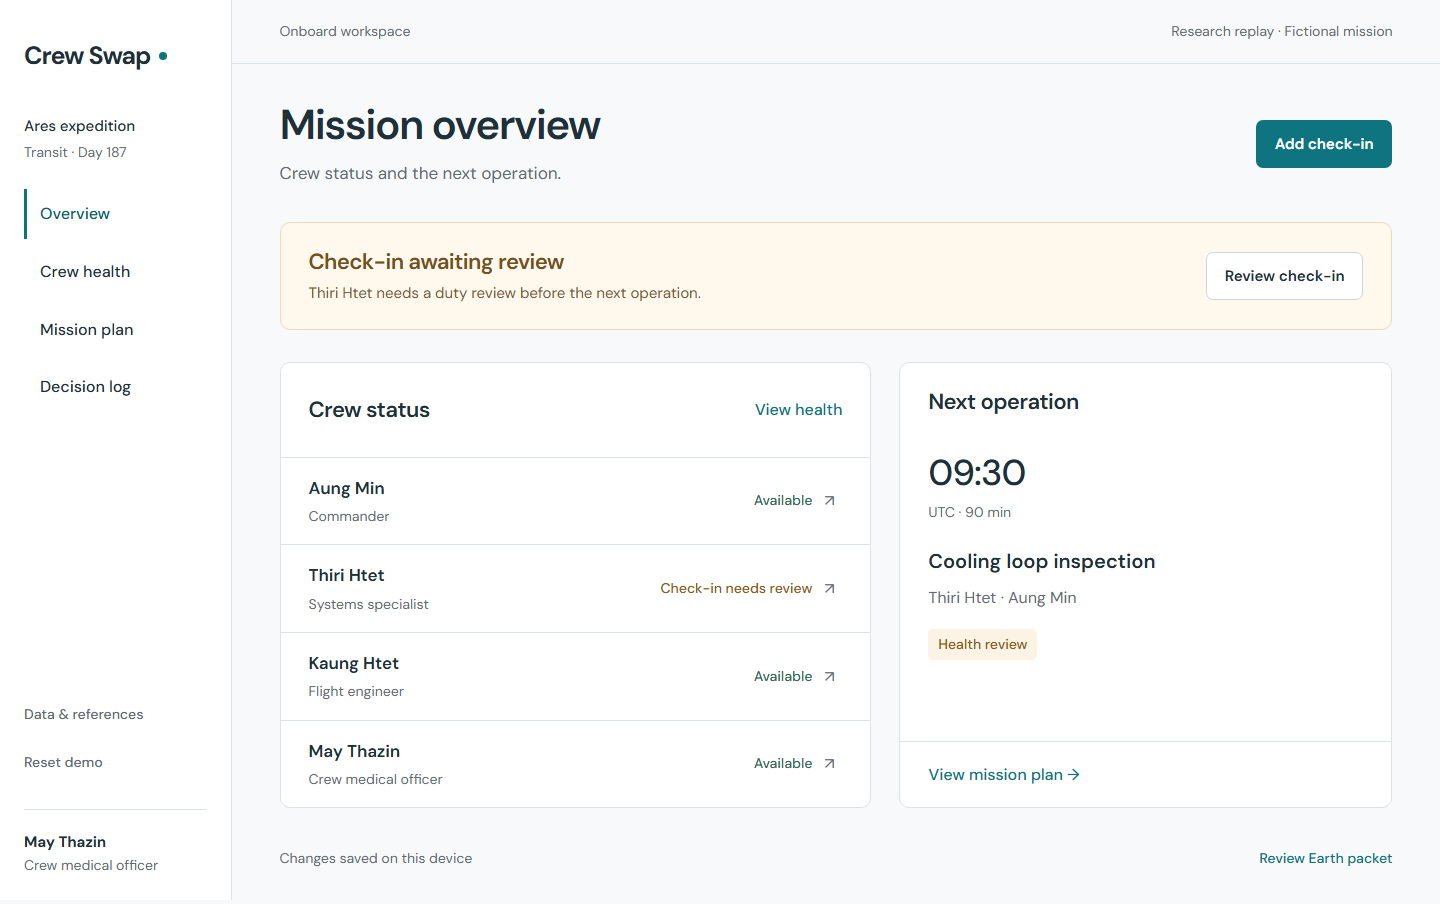 Crew Swap
Ares expedition
Transit · Day 187
Overview
Crew health
Mission plan
Decision log
Data & references
Reset demo
May Thazin
Crew medical officer
Onboard workspace
Research replay · Fictional mission
Mission overview
Crew status and the next operation.
Add check-in
Check-in awaiting review
Thiri Htet needs a duty review before the next operation.
Review check-in
Crew status
View health
Aung Min
Commander
Available
Thiri Htet
Systems specialist
Check-in needs review
Kaung Htet
Flight engineer
Available
May Thazin
Crew medical officer
Available
Next operation
09:30
UTC · 90 min
Cooling loop inspection
Thiri Htet · Aung Min
Health review
View mission plan →
Changes saved on this device
Review Earth packet